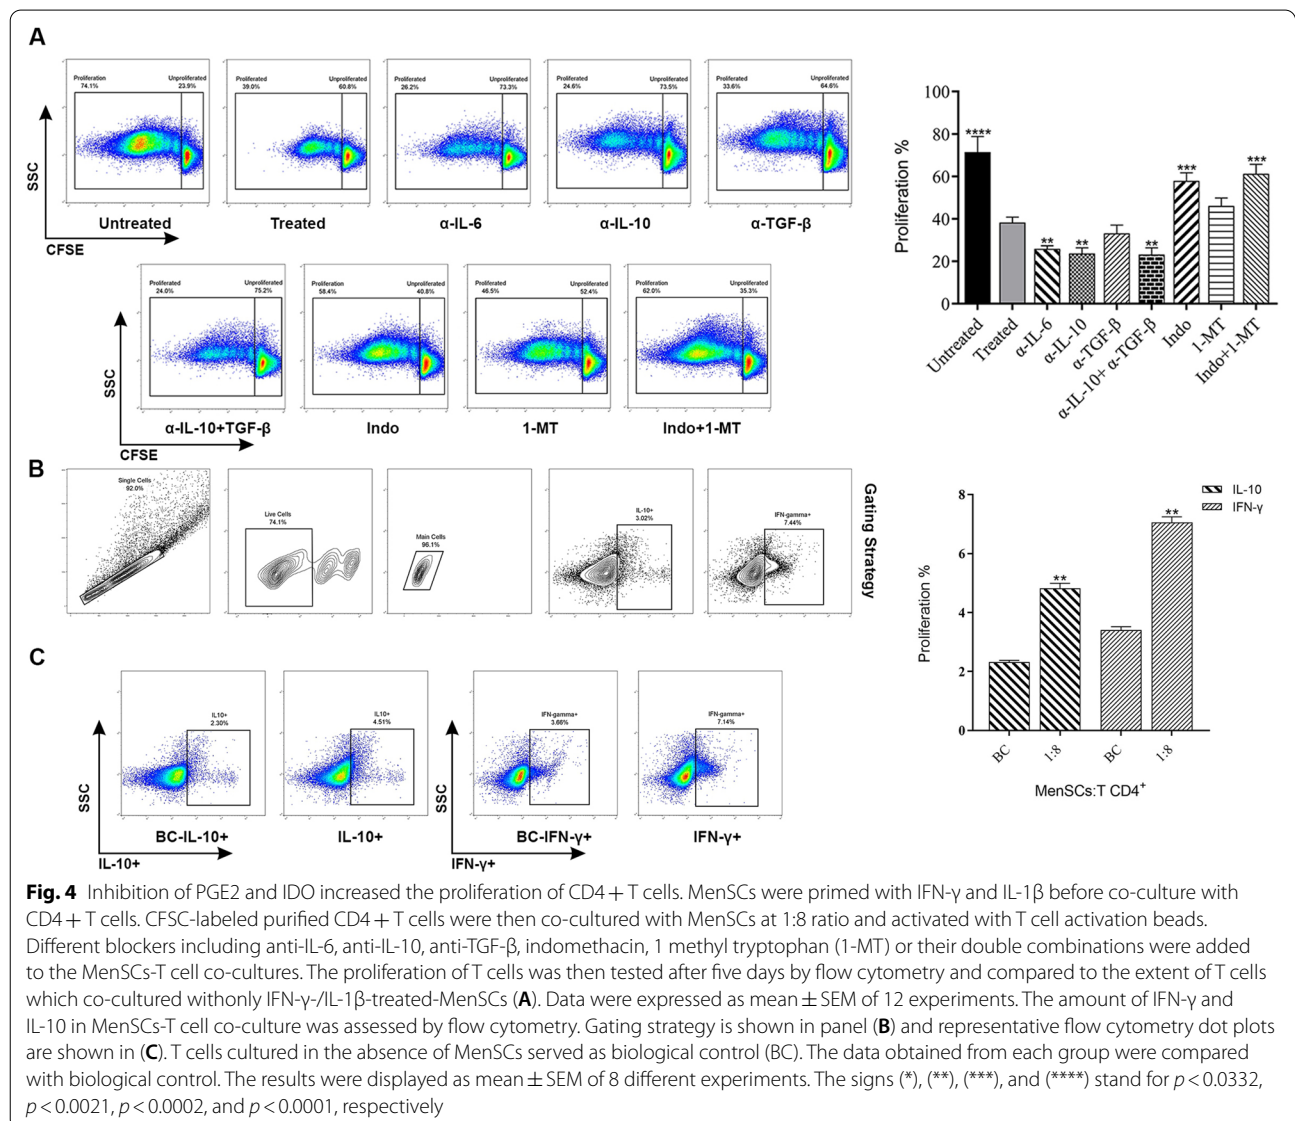 A
Proliferation
74.1%
Unproliferated
23.9%
Proliferated
39.0%
Unproliferated
60.8%
Proliferated
26.2%
Unproliferated
73.3%
Proliferated
24.6%
Unproliferated
73.5%
Proliferated
33.6%
Unproliferated
64.6%
SSC
CFSE
Untreated
Treated
α-IL-6
α-IL-10
α-TGF-β
Proliferated
24.0%
Unproliferated
75.2%
Proliferated
58.4%
Unproliferated
40.8%
Proliferated
46.5%
Unproliferated
52.4%
Proliferated
62.0%
Unproliferated
35.3%
SSC
CFSE
α-IL-10+TGF-β
Indo
1-MT
Indo+1-MT
Proliferation %
100
80
60
40
20
0
****
**
**
**
***
***
Untreated
Treated
α-IL-6
α-IL-10
α-TGF-β
α-IL-10+ α-TGF-β
Indo
1-MT
Indo+1-MT
B
Single Cells
92.0%
Live Cells
74.1%
Main Cells
96.1%
IL-10+
3.02%
IFN-gamma+
7.44%
Gating Strategy
C
IL10+
2.30%
IL10+
4.51%
IFN-gamma+
3.66%
IFN-gamma+
7.14%
SSC
IL-10+
BC-IL-10+
IL-10+
SSC
IFN-γ+
BC-IFN-γ+
IFN-γ+
IL-10
IFN-γ
Proliferation %
8
6
4
2
0
**
**
BC
1:8
BC
1:8
MenSCs:T CD4+
Fig. 4 Inhibition of PGE2 and IDO increased the proliferation of CD4 + T cells. MenSCs were primed with IFN-γ and IL-1β before co-culture with
CD4 + T cells. CFSC-labeled purified CD4 + T cells were then co-cultured with MenSCs at 1:8 ratio and activated with T cell activation beads.
Different blockers including anti-IL-6, anti-IL-10, anti-TGF-β, indomethacin, 1 methyl tryptophan (1-MT) or their double combinations were added
to the MenSCs-T cell co-cultures. The proliferation of T cells was then tested after five days by flow cytometry and compared to the extent of T cells
which co-cultured withonly IFN-γ-/IL-1β-treated-MenSCs (A). Data were expressed as mean ± SEM of 12 experiments. The amount of IFN-γ and
IL-10 in MenSCs-T cell co-culture was assessed by flow cytometry. Gating strategy is shown in panel (B) and representative flow cytometry dot plots
are shown in (C). T cells cultured in the absence of MenSCs served as biological control (BC). The data obtained from each group were compared
with biological control. The results were displayed as mean ± SEM of 8 different experiments. The signs (*), (**), (***), and (****) stand for p < 0.0332,
p < 0.0021, p < 0.0002, and p < 0.0001, respectively